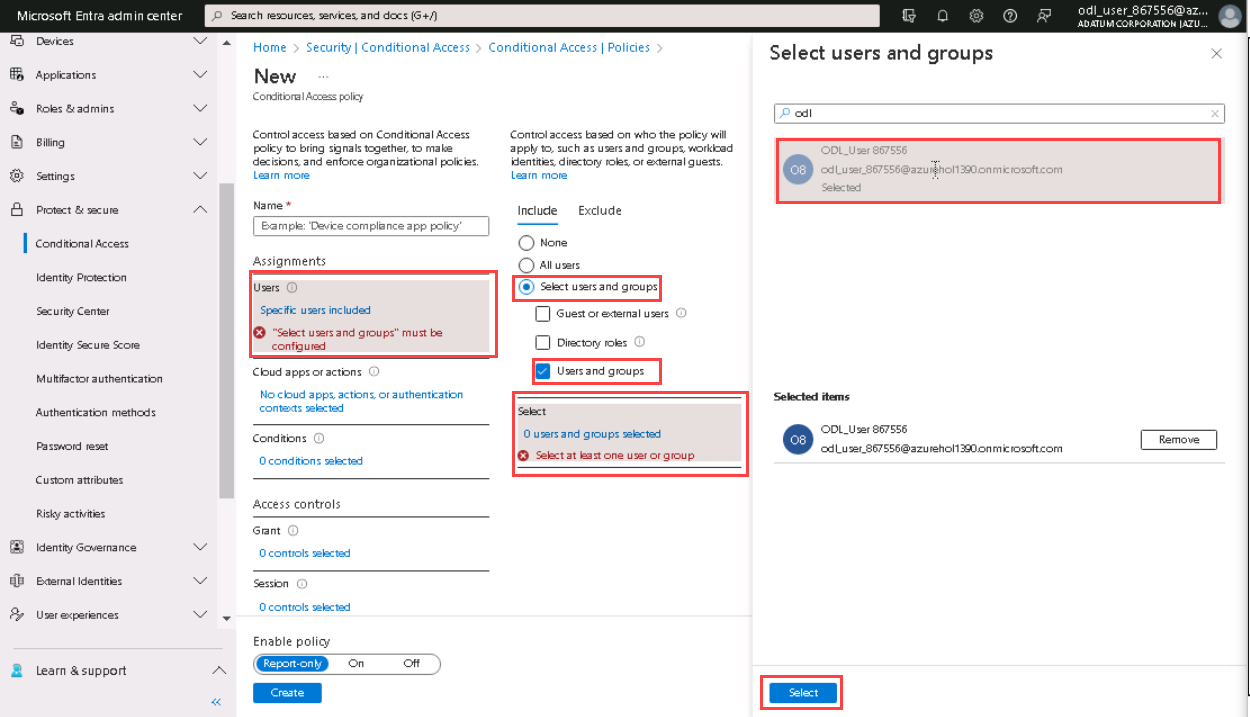 Microsoft Entra admin center
Search resources, services, and docs (G+/)
odl_user_867556@az...
ADATUM CORPORATION (AZU...
Devices
Applications
Roles & admins
Billing
Settings
Protect & secure
Conditional Access
Identity Protection
Security Center
Identity Secure Score
Multifactor authentication
Authentication methods
Password reset
Custom attributes
Risky activities
Identity Governance
External Identities
User experiences
Learn & support
Home > Security | Conditional Access > Conditional Access | Policies >
New ...
Conditional Access policy
Control access based on Conditional Access
policy to bring signals together, to make
decisions, and enforce organizational policies.
Learn more
Name *
Example: 'Device compliance app policy'
Assignments
Users
Specific users included
"Select users and groups" must be
configured
Cloud apps or actions
No cloud apps, actions, or authentication
contexts selected
Conditions
0 conditions selected
Access controls
Grant
0 controls selected
Session
0 controls selected
Enable policy
Report-only On Off
Create
Control access based on who the policy will
apply to, such as users and groups, workload
identities, directory roles, or external guests.
Learn more
Include Exclude
None
All users
Select users and groups
Guest or external users
Directory roles
Users and groups
Select
0 users and groups selected
Select at least one user or group
Select users and groups
odl
O8
ODL_User 867556
odl_user_867556@azurehol1390.onmicrosoft.com
Selected
Selected items
O8
ODL_User 867556
odl_user_867556@azurehol1390.onmicrosoft.com
Remove
Select